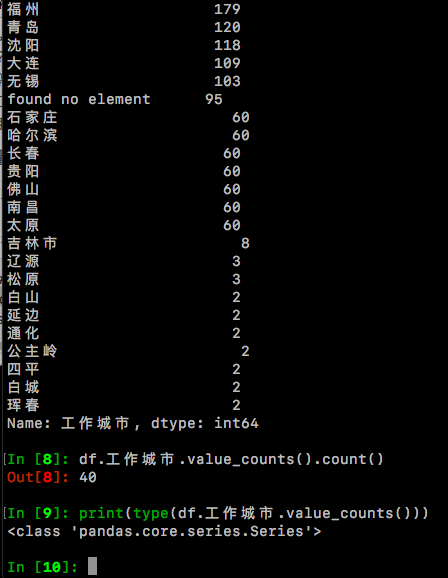 福州 179
青岛 120
沈阳 118
大连 109
无锡 103
found no element 95
石家庄 60
哈尔滨 60
长春 60
贵阳 60
佛山 60
南昌 60
太原 60
吉林市 8
辽源 3
松原 3
白山 2
延边 2
通化 2
公主岭 2
四平 2
白城 2
珲春 2
Name: 工作城市, dtype: int64
In [8]: df.工作城市.value_counts().count()
Out[8]: 40
In [9]: print(type(df.工作城市.value_counts()))
<class 'pandas.core.series.Series'>
In [10]: